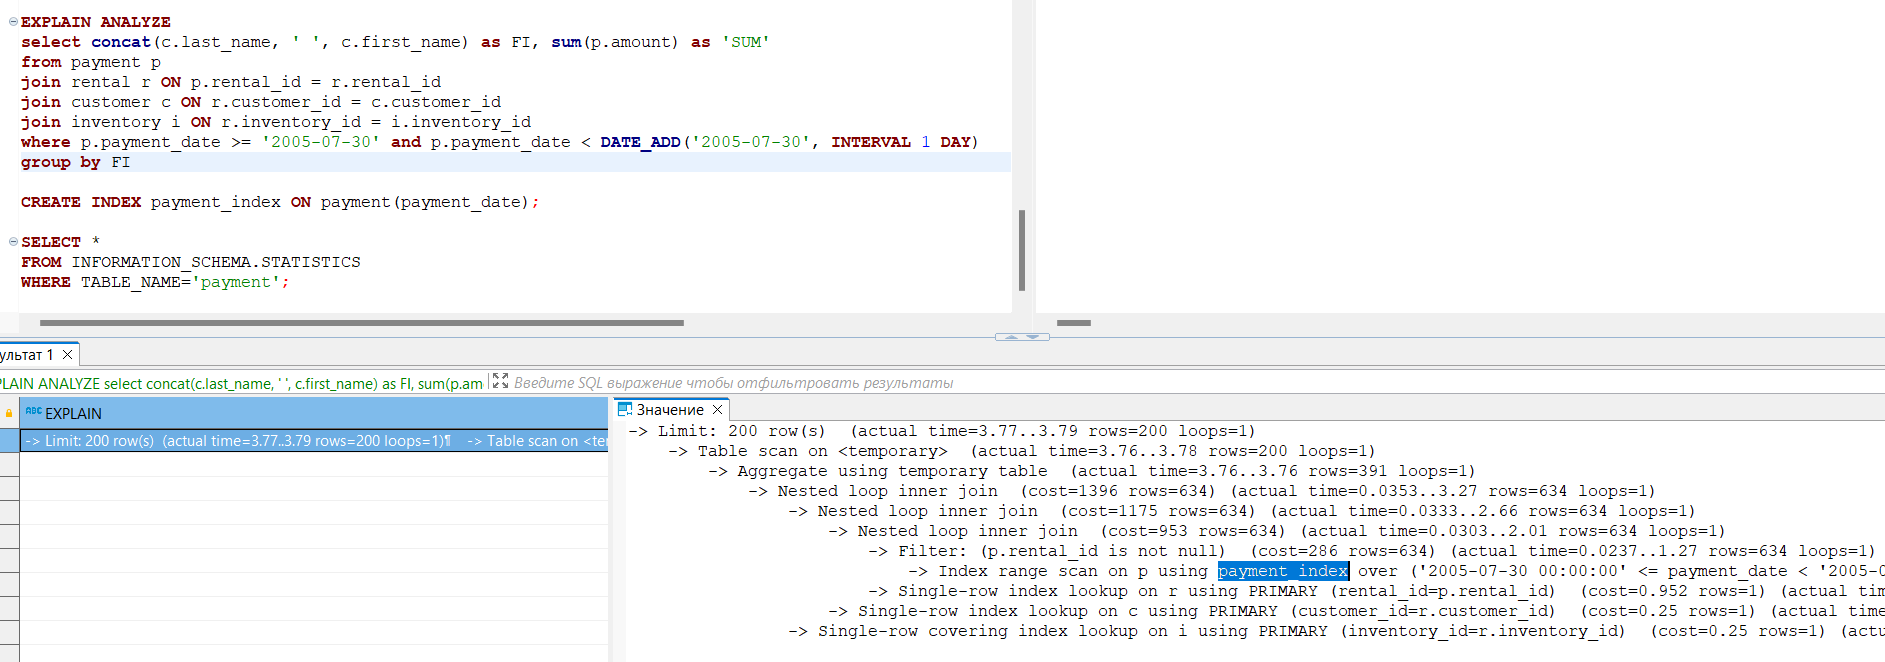 EXPLAIN ANALYZE
select concat(c.last_name, ' ', c.first_name) as FI, sum(p.amount) as 'SUM'
from payment p
join rental r ON p.rental_id = r.rental_id
join customer c ON r.customer_id = c.customer_id
join inventory i ON r.inventory_id = i.inventory_id
where p.payment_date >= '2005-07-30' and p.payment_date < DATE_ADD('2005-07-30', INTERVAL 1 DAY)
group by FI
CREATE INDEX payment_index ON payment(payment_date);
SELECT *
FROM INFORMATION_SCHEMA.STATISTICS
WHERE TABLE_NAME='payment';
ультат 1
PLAIN ANALYZE select concat(c.last_name, ' ', c.first_name) as FI, sum(p.am
Введите SQL выражение чтобы отфильтровать результаты
ABC EXPLAIN
-> Limit: 200 row(s) (actual time=3.77..3.79 rows=200 loops=1)¶ -> Table scan on <ter
Значение
-> Limit: 200 row(s) (actual time=3.77..3.79 rows=200 loops=1)
-> Table scan on <temporary> (actual time=3.76..3.78 rows=200 loops=1)
-> Aggregate using temporary table (actual time=3.76..3.76 rows=391 loops=1)
-> Nested loop inner join (cost=1396 rows=634) (actual time=0.0353..3.27 rows=634 loops=1)
-> Nested loop inner join (cost=1175 rows=634) (actual time=0.0333..2.66 rows=634 loops=1)
-> Nested loop inner join (cost=953 rows=634) (actual time=0.0303..2.01 rows=634 loops=1)
-> Filter: (p.rental_id is not null) (cost=286 rows=634) (actual time=0.0237..1.27 rows=634 loops=1)
-> Index range scan on p using payment_index over ('2005-07-30 00:00:00' <= payment_date < '2005-0
-> Single-row index lookup on r using PRIMARY (rental_id=p.rental_id) (cost=0.952 rows=1) (actual tim
-> Single-row index lookup on c using PRIMARY (customer_id=r.customer_id) (cost=0.25 rows=1) (actual time
-> Single-row covering index lookup on i using PRIMARY (inventory_id=r.inventory_id) (cost=0.25 rows=1) (actu